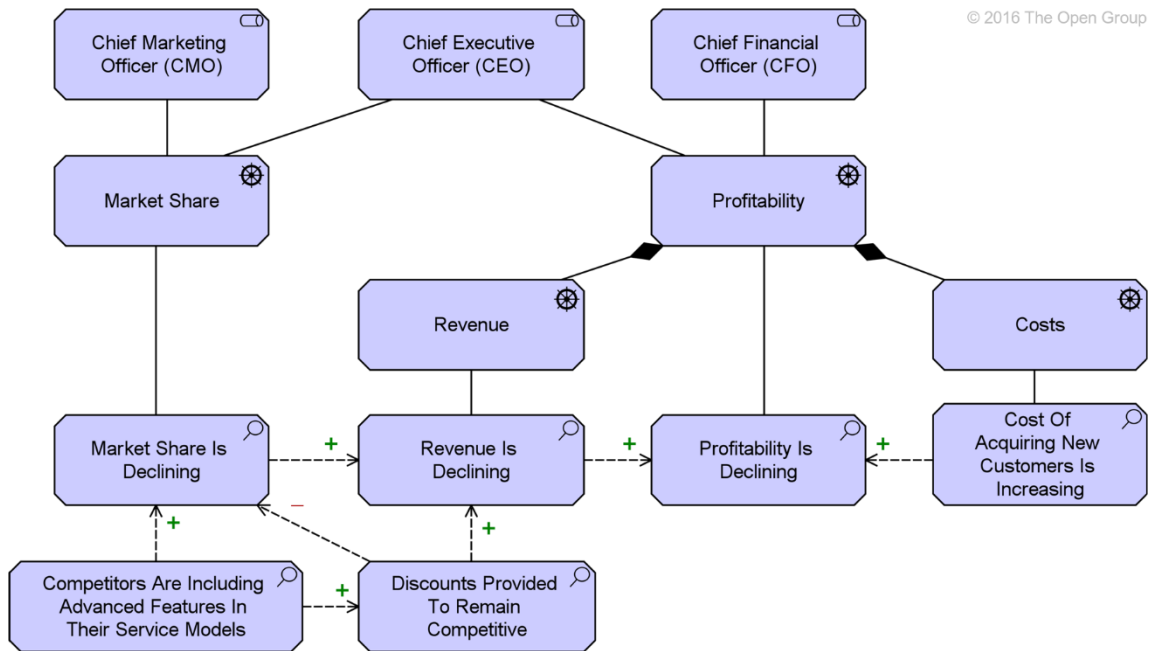 © 2016 The Open Group
Chief Marketing
Officer (CMO)
Chief Executive
Officer (CEO)
Chief Financial
Officer (CFO)
Market Share
Profitability
Revenue
Costs
Market Share Is
Declining
+
Revenue Is
Declining
+
Profitability Is
Declining
+
Cost Of
Acquiring New
Customers Is
Increasing
+
−
+
Competitors Are Including
Advanced Features In
Their Service Models
+
Discounts Provided
To Remain
Competitive